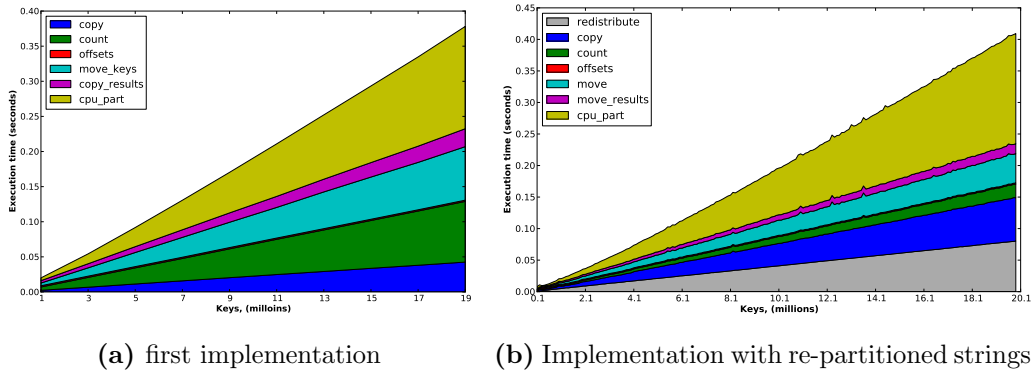 0.40
0.35
0.30
0.25
0.20
0.15
0.10
0.05
0.00
Execution time (seconds)
copy
count
offsets
move_keys
copy_results
cpu_part
1 3 5 7 9 11 13 15 17 19
Keys, (milloins)
(a) first implementation
0.45
0.40
0.35
0.30
0.25
0.20
0.15
0.10
0.05
0.00
Execution time (seconds)
redistribute
copy
count
offsets
move
move_results
cpu_part
0.1 2.1 4.1 6.1 8.1 10.1 12.1 14.1 16.1 18.1 20.1
Keys, (millions)
(b) Implementation with re-partitioned strings